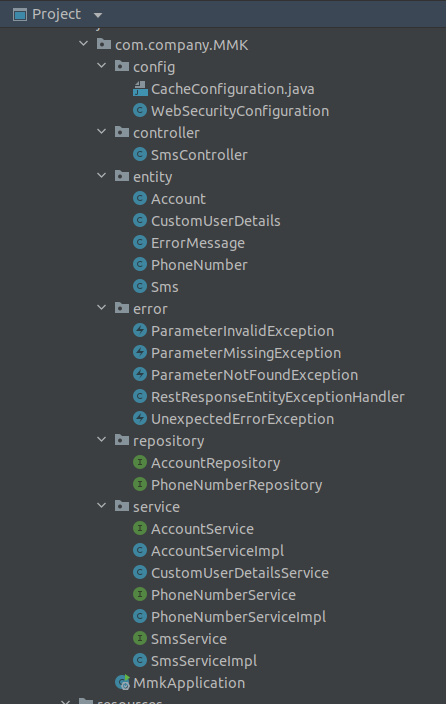 Project
com.company.MMK
config
CacheConfiguration.java
WebSecurityConfiguration
controller
SmsController
entity
Account
CustomUserDetails
ErrorMessage
PhoneNumber
Sms
error
ParameterInvalidException
ParameterMissingException
ParameterNotFoundException
RestResponseEntityExceptionHandler
UnexpectedErrorException
repository
AccountRepository
PhoneNumberRepository
service
AccountService
AccountServiceImpl
CustomUserDetailsService
PhoneNumberService
PhoneNumberServiceImpl
SmsService
SmsServiceImpl
MmkApplication
resources